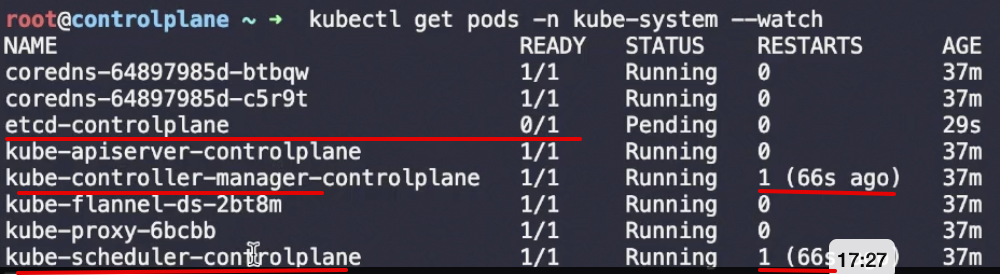 root@controlplane ~ ➜ kubectl get pods -n kube-system --watch
NAME READY STATUS RESTARTS AGE
coredns-64897985d-btbqw 1/1 Running 0 37m
coredns-64897985d-c5r9t 1/1 Running 0 37m
etcd-controlplane 0/1 Pending 0 29s
kube-apiserver-controlplane 1/1 Running 0 37m
kube-controller-manager-controlplane 1/1 Running 1 (66s ago) 37m
kube-flannel-ds-2bt8m 1/1 Running 0 37m
kube-proxy-6bcbb 1/1 Running 0 37m
kube-scheduler-controlplane 1/1 Running 1 (66s 37m
17:27